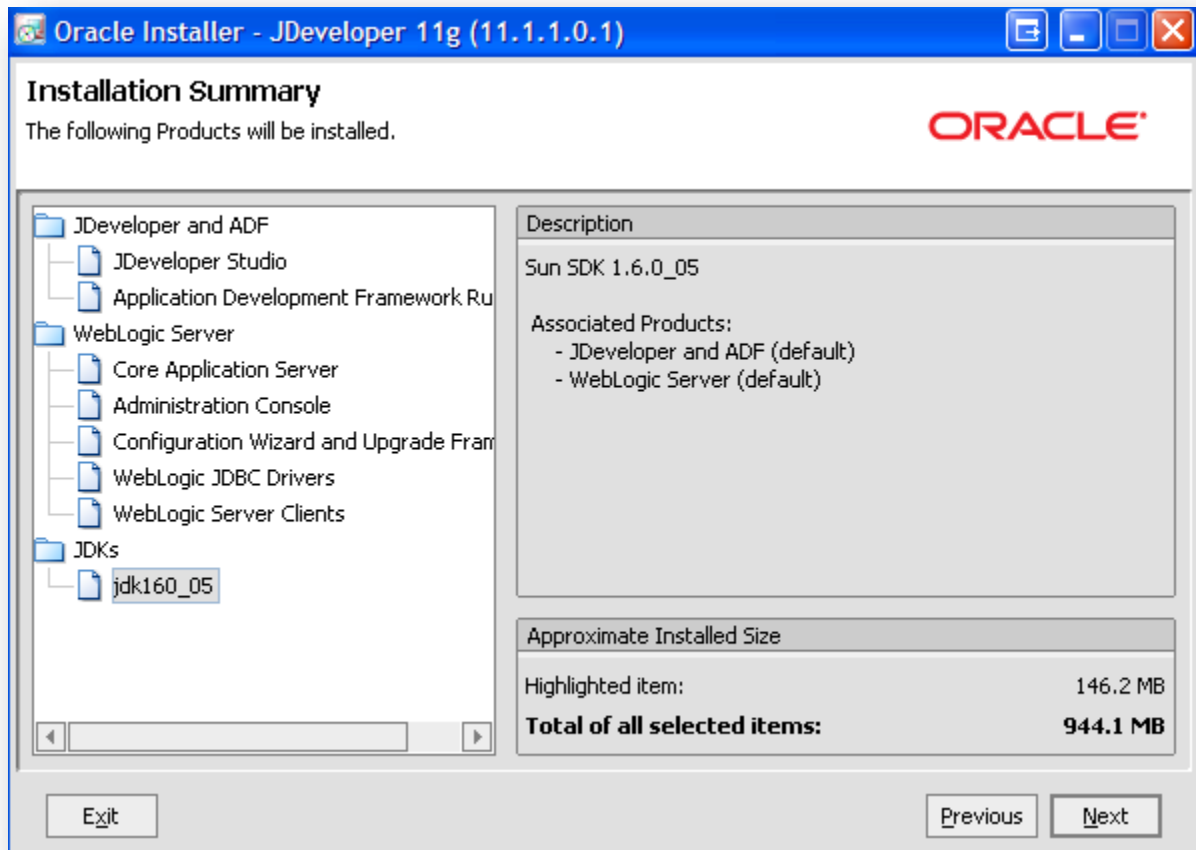 Oracle Installer - JDeveloper 11g (11.1.1.0.1)
Installation Summary
The following Products will be installed.
ORACLE
JDeveloper and ADF
JDeveloper Studio
Application Development Framework Ru
WebLogic Server
Core Application Server
Administration Console
Configuration Wizard and Upgrade Fram
WebLogic JDBC Drivers
WebLogic Server Clients
JDKs
jdk160_05
Description
Sun SDK 1.6.0_05
Associated Products:
- JDeveloper and ADF (default)
- WebLogic Server (default)
Approximate Installed Size
Highlighted item: 146.2 MB
Total of all selected items: 944.1 MB
Exit
Previous
Next